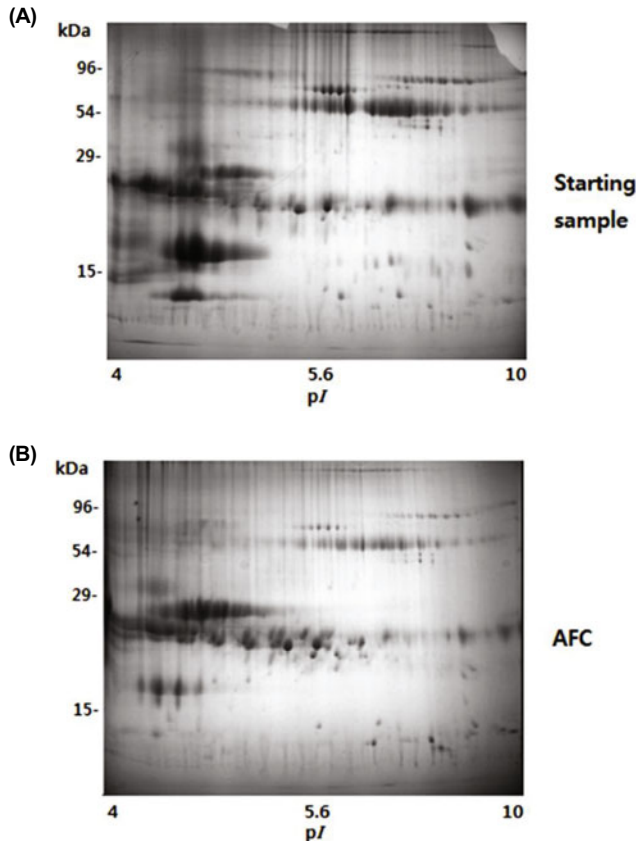 (A)
kDa
96-
54-
29-
15-
Starting
sample
4 5.6 10
pI
(B)
kDa
96-
54-
29-
15-
AFC
4 5.6 10
pI